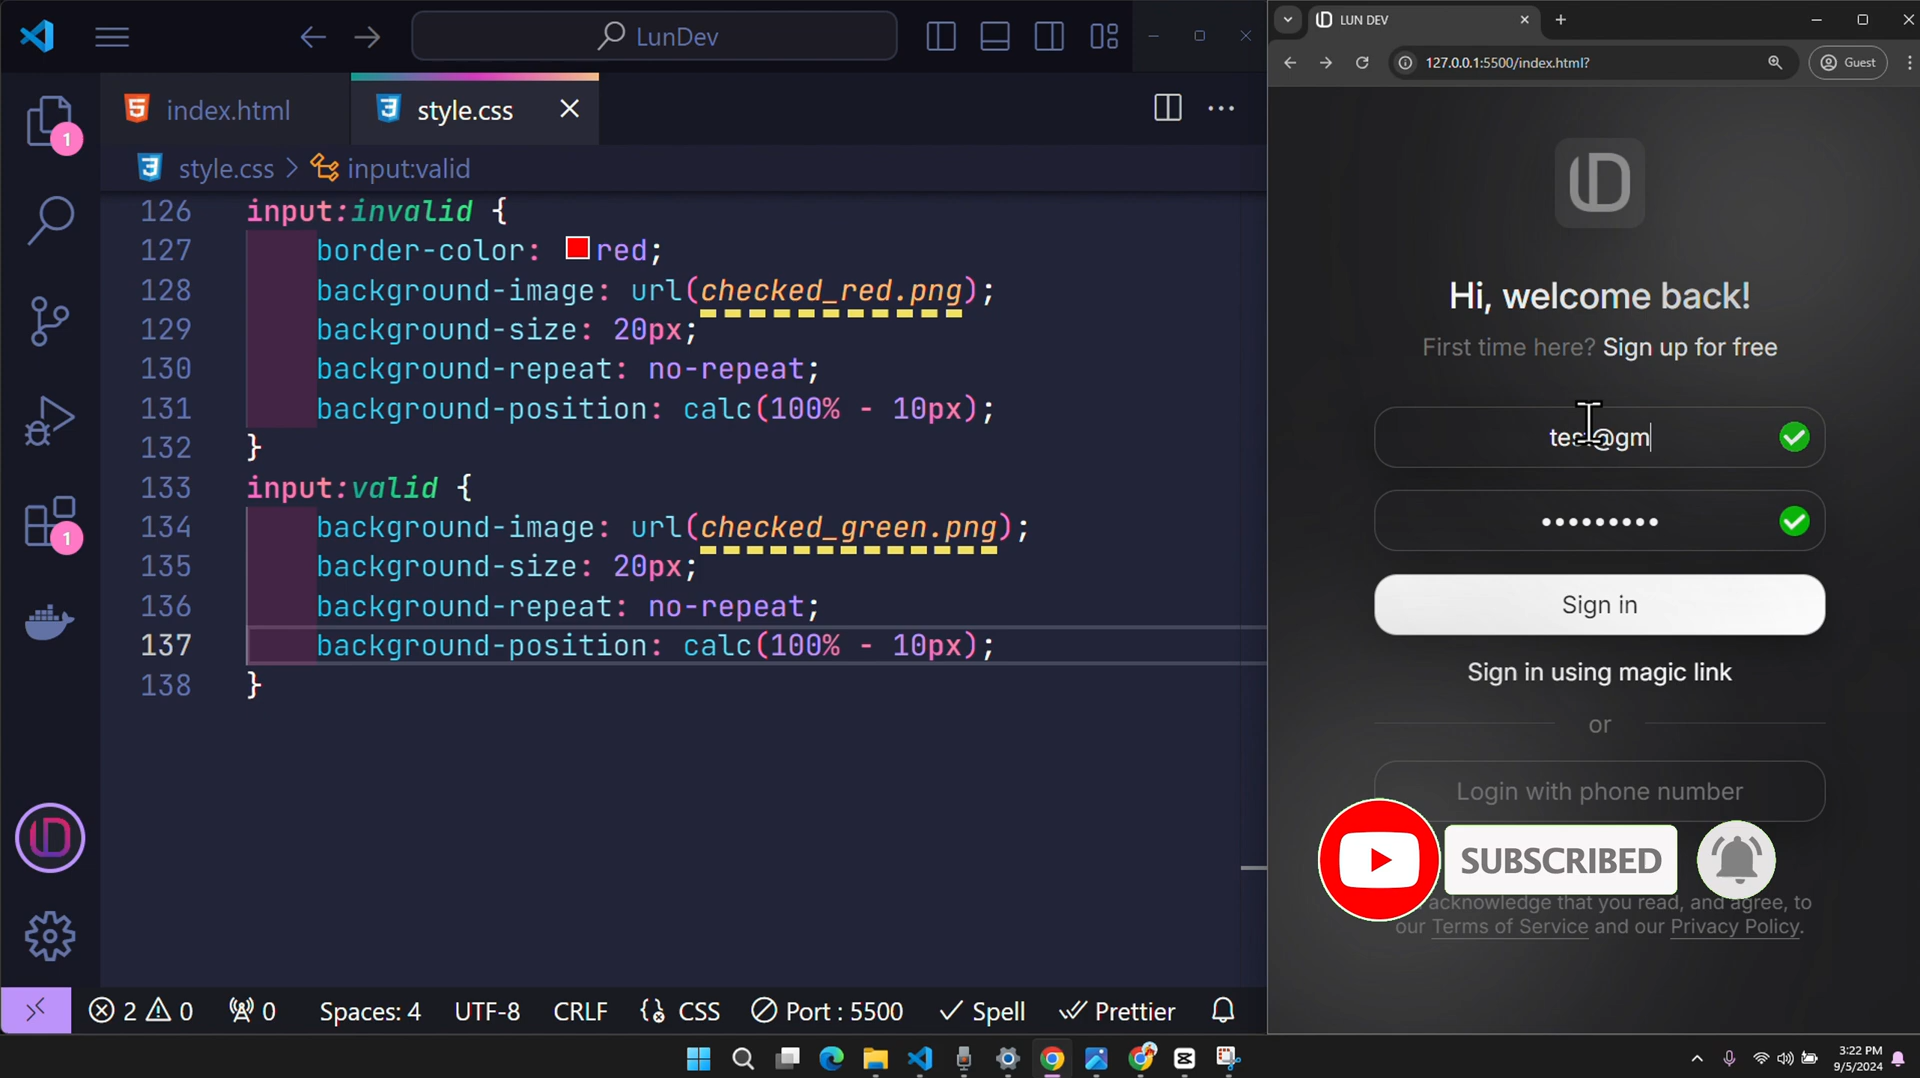 LunDev
index.html
style.css
style.css > input:valid
126 input:invalid {
127 border-color: red;
128 background-image: url(checked_red.png);
129 background-size: 20px;
130 background-repeat: no-repeat;
131 background-position: calc(100% - 10px);
132 }
133 input:valid {
134 background-image: url(checked_green.png);
135 background-size: 20px;
136 background-repeat: no-repeat;
137 background-position: calc(100% - 10px);
138 }
1
1
2 0 0 Spaces: 4 UTF-8 CRLF CSS Port : 5500 Spell Prettier
LUN DEV
127.0.0.1:5500/index.html?
Guest
Hi, welcome back!
First time here? Sign up for free
test@gm
Sign in
Sign in using magic link
or
Login with phone number
SUBSCRIBED
acknowledge that you read, and agree, to
our Terms of Service and our Privacy Policy.
3:22 PM
9/5/2024